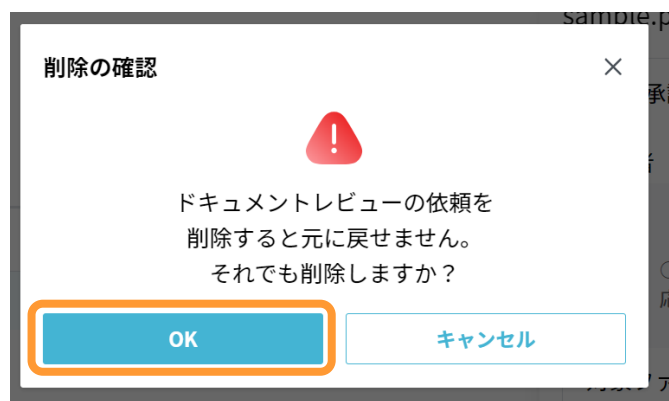 sample.p
削除の確認
ドキュメントレビューの依頼を
削除すると元に戻せません。
それでも削除しますか？
OK
キャンセル